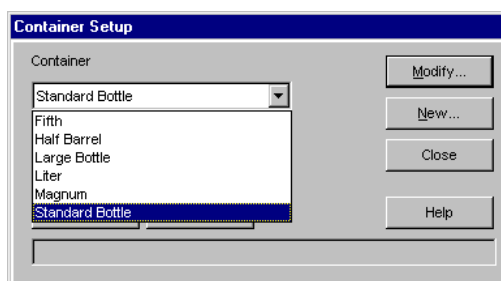 Container Setup
Container
Standard Bottle
Fifth
Half Barrel
Large Bottle
Liter
Magnum
Standard Bottle
Modify...
New...
Close
Help